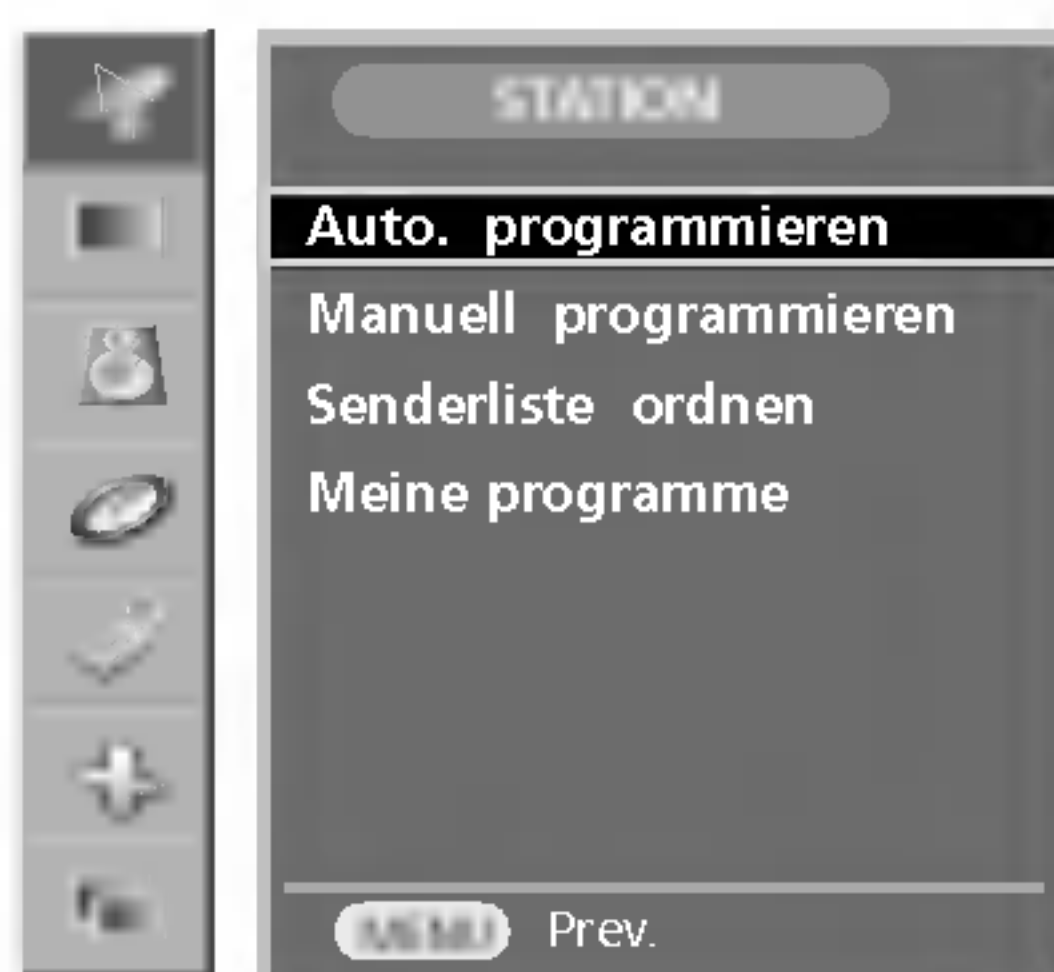 STATION
Auto. programmieren
Manuell programmieren
Senderliste ordnen
Meine programme
MENU Prev.